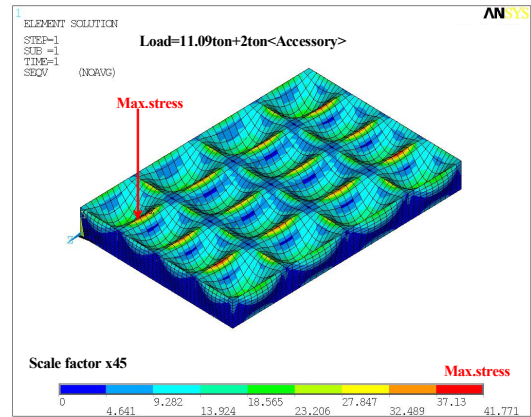 1
ANSYS
ELEMENT SOLUTION
STEP=1
SUB =1
TIME=1
SEQV (NOAVG)
Load=11.09ton+2ton<Accessory>
Max.stress
Z
Scale factor x45
Max.stress
0 9.282 18.565 27.847 37.13
4.641 13.924 23.206 32.489 41.771